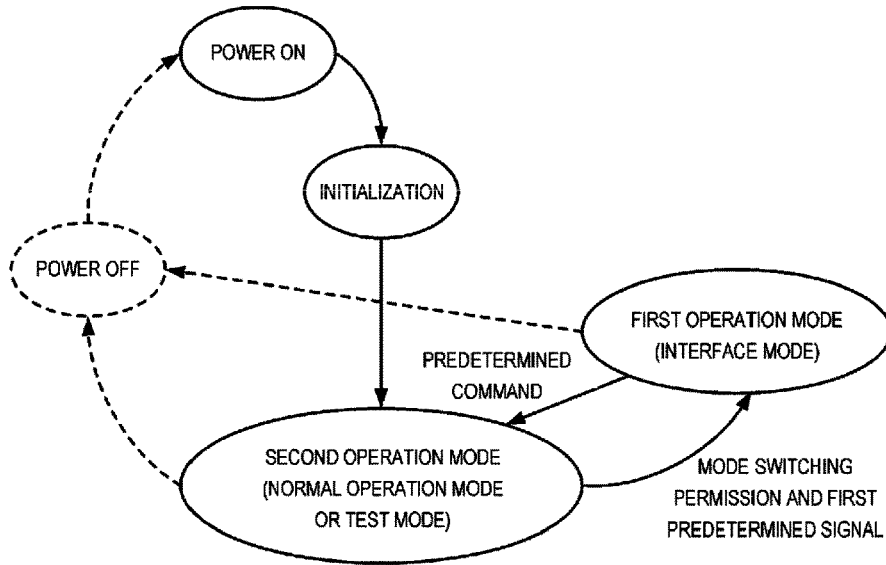 POWER ON
INITIALIZATION
POWER OFF
FIRST OPERATION MODE
(INTERFACE MODE)
PREDETERMINED
COMMAND
SECOND OPERATION MODE
(NORMAL OPERATION MODE
OR TEST MODE)
MODE SWITCHING
PERMISSION AND FIRST
PREDETERMINED SIGNAL